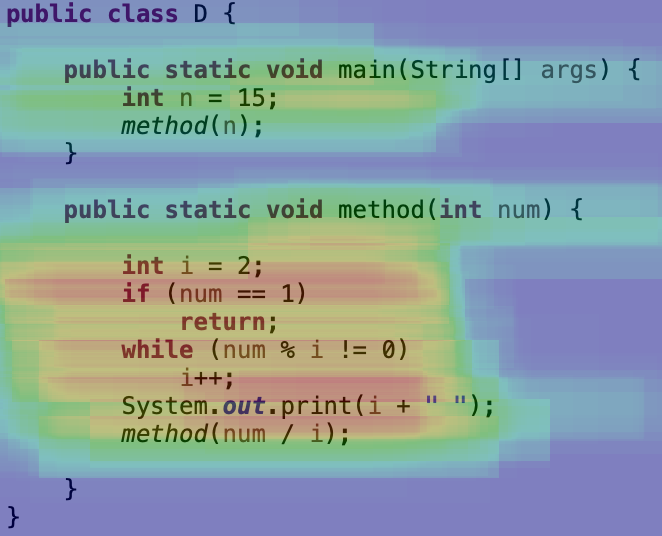 public class D {
public static void main(String[] args) {
int n = 15;
method(n);
}
public static void method(int num) {
int i = 2;
if (num == 1)
return;
while (num % i != 0)
i++;
System.out.print(i + " ");
method(num / i);
}
}